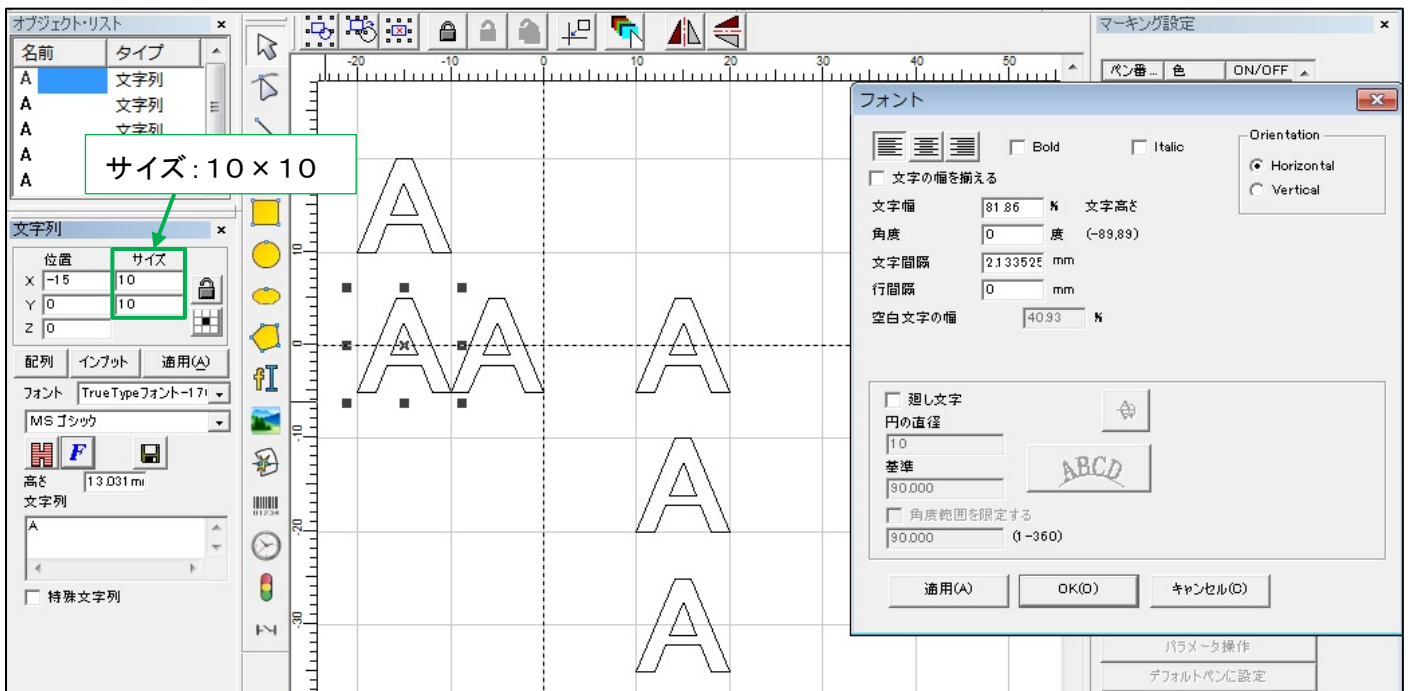 オブジェクト・リスト
名前 タイプ
A 文字列
A 文字列
A 文字列
A
A
サイズ：10×10
文字列
位置 サイズ
X -15 10
Y 0 10
Z 0
配列 インプット 適用(A)
フォント TrueTypeフォント-17
MS ゴシック
F
高さ 13.031 m
文字列
A
特殊文字列
01234
-20 -10 0 10 20 30 40 50
10
0
-10
-20
-30
A
A A A
A
A
マーキング設定
ペン番... 色 ON/OFF
フォント
Bold Italic
Orientation
Horizontal
Vertical
文字の幅を揃える
文字幅 81.86 % 文字高さ
角度 0 度 (-89,89)
文字間隔 2.133525 mm
行間隔 0 mm
空白文字の幅 40.93 %
廻し文字
円の直径
10
基準
90.000
ABCD
角度範囲を限定する
90.000 (1-360)
適用(A) OK(O) キャンセル(C)
パラメータ操作
デフォルトペンに設定